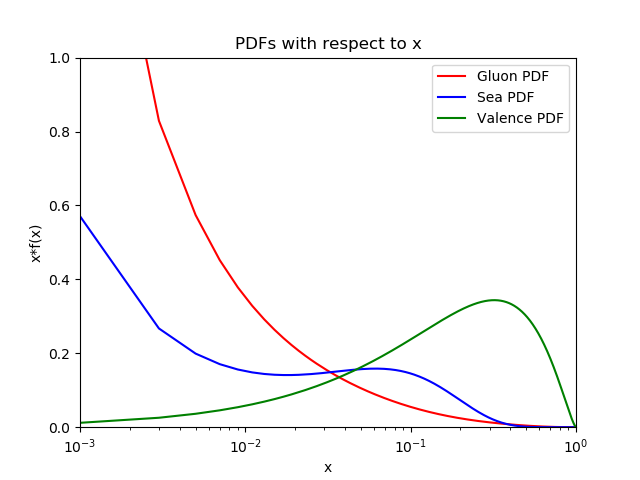 PDFs with respect to x
1.0
0.8
0.6
0.4
0.2
0.0
x*f(x)
Gluon PDF
Sea PDF
Valence PDF
10⁻³ 10⁻² 10⁻¹ 10⁰
x